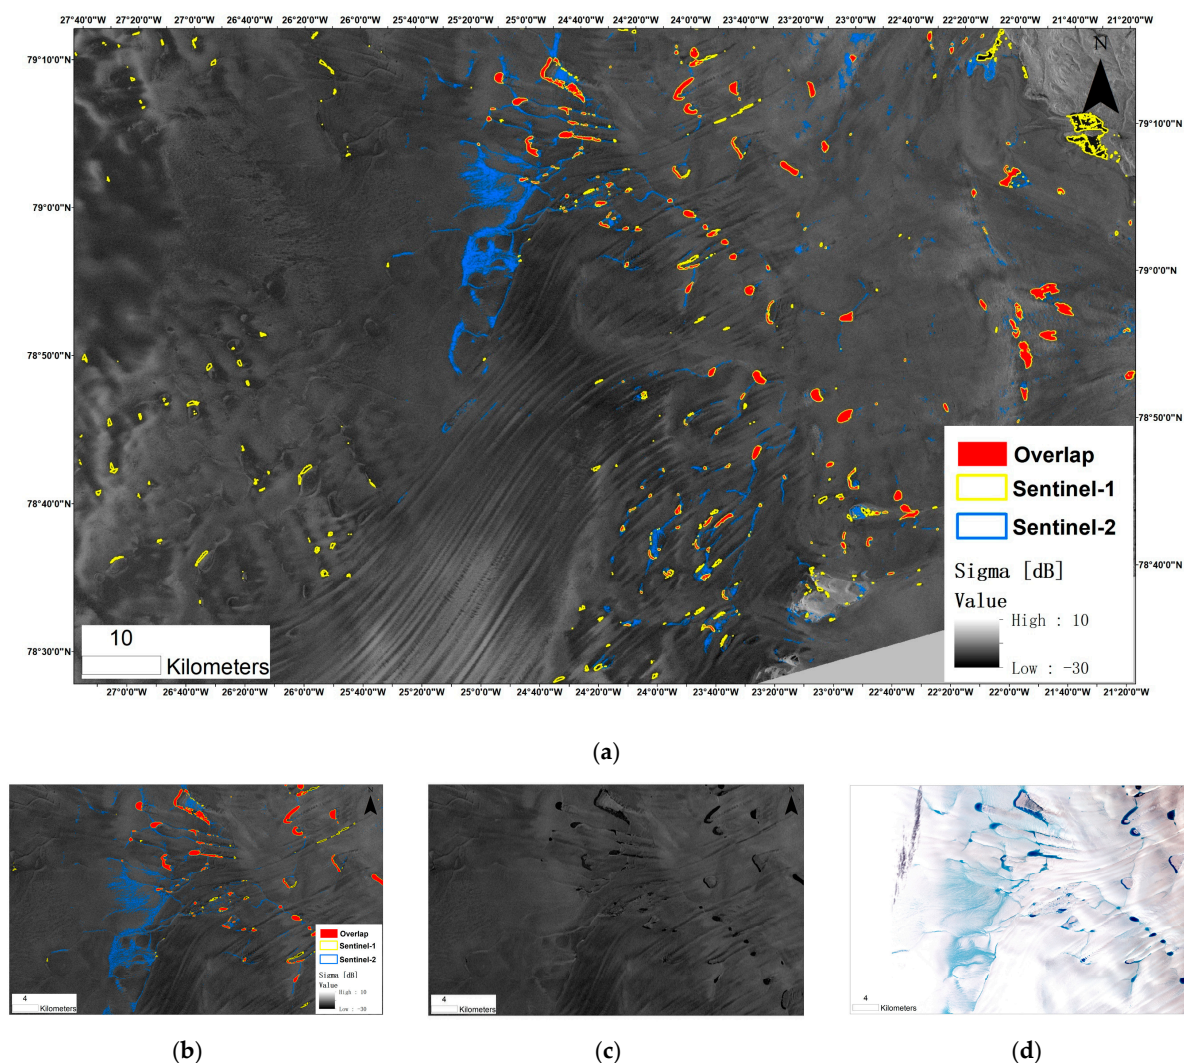 27°40'0"W 27°20'0"W 27°0'0"W 26°40'0"W 26°20'0"W 26°0'0"W 25°40'0"W 25°20'0"W 25°0'0"W 24°40'0"W 24°20'0"W 24°0'0"W 23°40'0"W 23°20'0"W 23°0'0"W 22°40'0"W 22°20'0"W 22°0'0"W 21°40'0"W 21°20'0"W
N
79°10'0"N
79°10'0"N
79°0'0"N
79°0'0"N
78°50'0"N
78°50'0"N
78°40'0"N
78°40'0"N
78°30'0"N
Overlap
Sentinel-1
Sentinel-2
Sigma [dB]
Value
High : 10
Low : -30
10
Kilometers
27°0'0"W 26°40'0"W 26°20'0"W 26°0'0"W 25°40'0"W 25°20'0"W 25°0'0"W 24°40'0"W 24°20'0"W 24°0'0"W 23°40'0"W 23°20'0"W 23°0'0"W 22°40'0"W 22°20'0"W 22°0'0"W 21°40'0"W 21°20'0"W
(a)
N
Overlap
Sentinel-1
Sentinel-2
Sigma [dB]
Value
High : 10
Low : -30
4
Kilometers
N
4
Kilometers
4
Kilometers
(b)
(c)
(d)